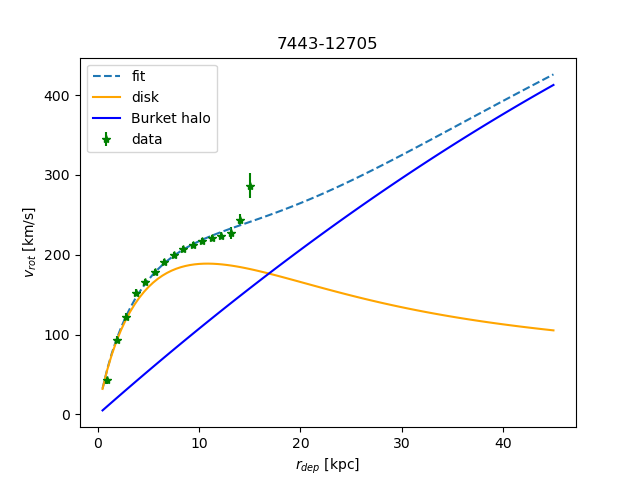 7443-12705
fit
disk
Burket halo
data
400
300
200
100
0
v_rot [km/s]
0 10 20 30 40
r_dep [kpc]